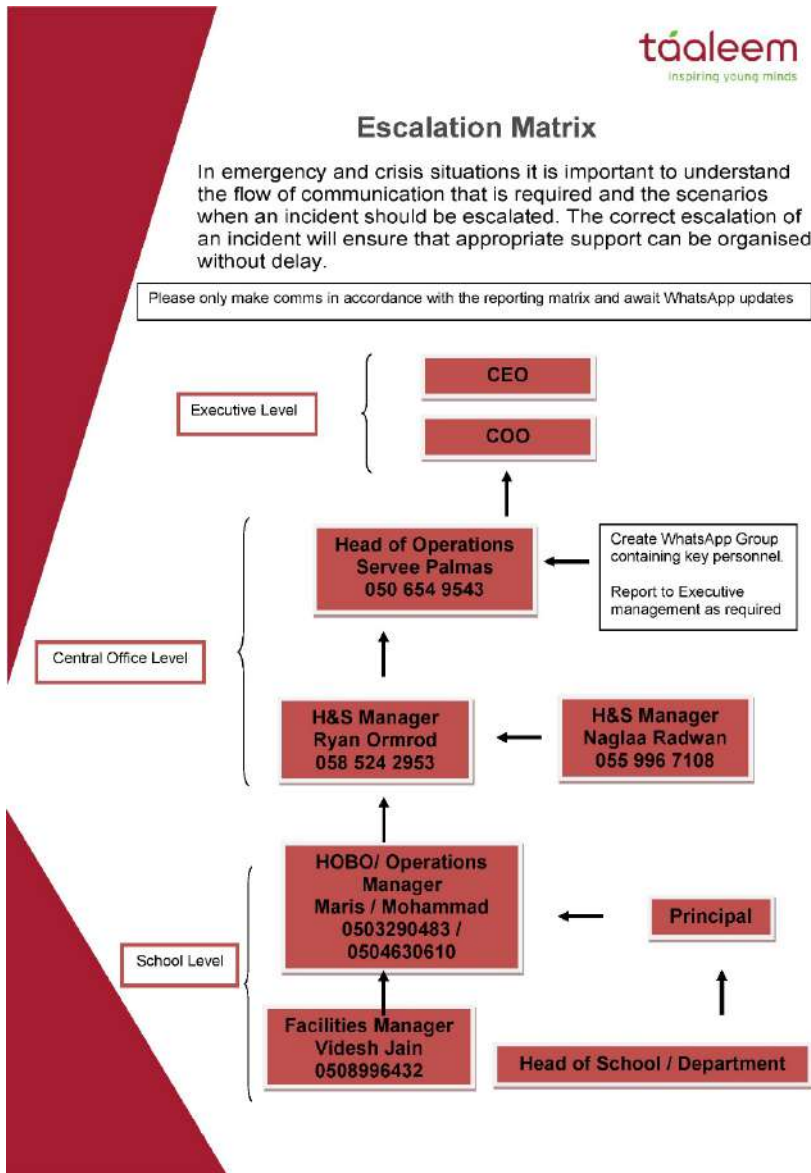 táaleem
inspiring young minds
Escalation Matrix
In emergency and crisis situations it is important to understand
the flow of communication that is required and the scenarios
when an incident should be escalated. The correct escalation of
an incident will ensure that appropriate support can be organised
without delay.
Please only make comms in accordance with the reporting matrix and await WhatsApp updates
Executive Level
CEO
COO
Central Office Level
Head of Operations
Servee Palmas
050 654 9543
Create WhatsApp Group
containing key personnel.
Report to Executive
management as required
H&S Manager
Ryan Ormrod
058 524 2953
H&S Manager
Naglaa Radwan
055 996 7108
School Level
HOBO/ Operations
Manager
Maris / Mohammad
0503290483 /
0504630610
Principal
Facilities Manager
Videsh Jain
0508996432
Head of School / Department